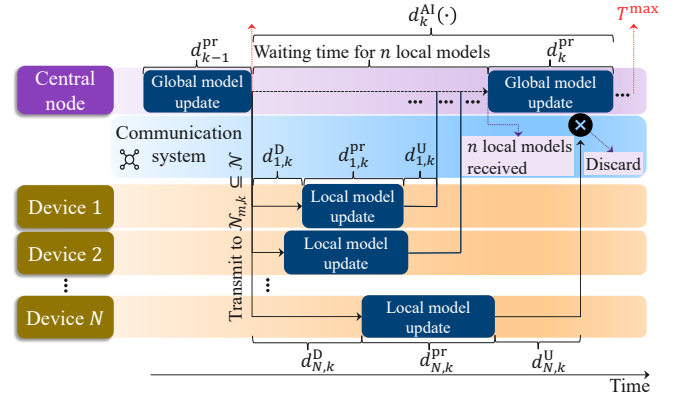 d_k^{AI}(·)
T^{max}
d_{k-1}^{pr}
Waiting time for n local models
d_k^{pr}
Central
node
Global model
update
Global model
update
... ... ...
...
Communication
system
d_{1,k}^{D}
d_{1,k}^{pr}
d_{1,k}^{U}
n local models
received
Discard
Transmit to 𝒩_{m,k} ⊆ 𝒩
Device 1
Local model
update
Device 2
Local model
update
⋮
⋮
Device N
Local model
update
d_{N,k}^{D}
d_{N,k}^{pr}
d_{N,k}^{U}
Time